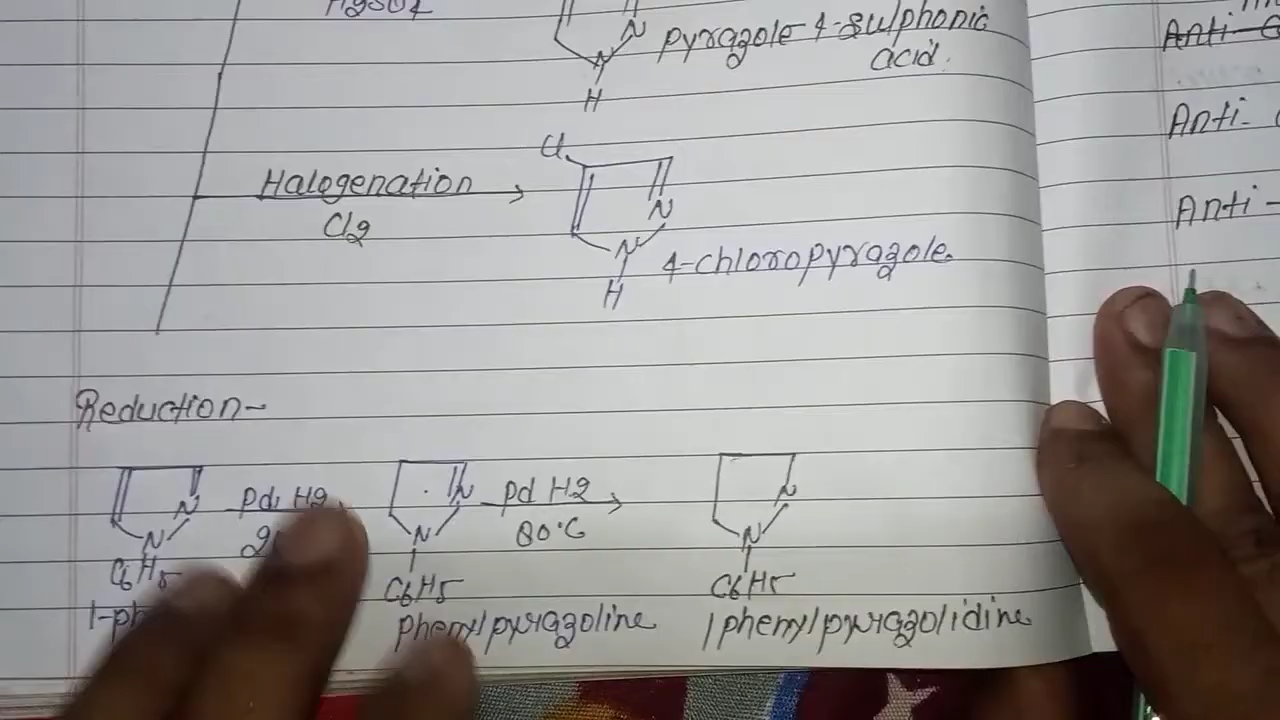 H2SO4
N
N
H
pyrazole-4-sulphonic
acid.
Anti-
Anti-
Anti-
Cl
Halogenation
Cl2
N
N
H
4-chloropyrazole.
Reduction-
N
N
C6H5
Pd H2
N
N
C6H5
Pd H2
80°C
N
N
C6H5
phenylpyrazoline
1phenylpyrazolidine